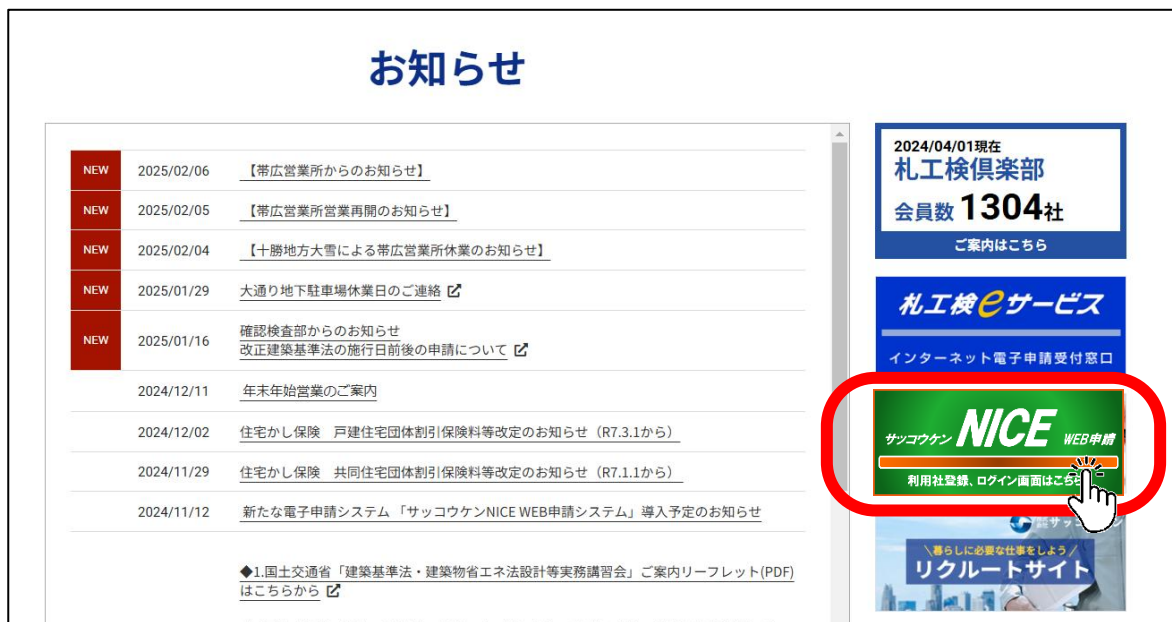 お知らせ
NEW 2025/02/06 【帯広営業所からのお知らせ】
NEW 2025/02/05 【帯広営業所営業再開のお知らせ】
NEW 2025/02/04 【十勝地方大雪による帯広営業所休業のお知らせ】
NEW 2025/01/29 大通り地下駐車場休業日のご連絡
NEW 2025/01/16 確認検査部からのお知らせ
改正建築基準法の施行日前後の申請について
2024/12/11 年末年始営業のご案内
2024/12/02 住宅かし保険 戸建住宅団体割引保険料等改定のお知らせ（R7.3.1から）
2024/11/29 住宅かし保険 共同住宅団体割引保険料等改定のお知らせ（R7.1.1から）
2024/11/12 新たな電子申請システム 「サッコウケンNICE WEB申請システム」導入予定のお知らせ
◆1.国土交通省「建築基準法・建築物省エネ法設計等実務講習会」ご案内リーフレット(PDF)
はこちらから
2024/04/01現在
札工検倶楽部
会員数 1304社
ご案内はこちら
札工検eサービス
インターネット電子申請受付窓口
サッコウケン NICE WEB申請
利用社登録、ログイン画面はこちら
サッコ
＼暮らしに必要な仕事をしよう／
リクルートサイト